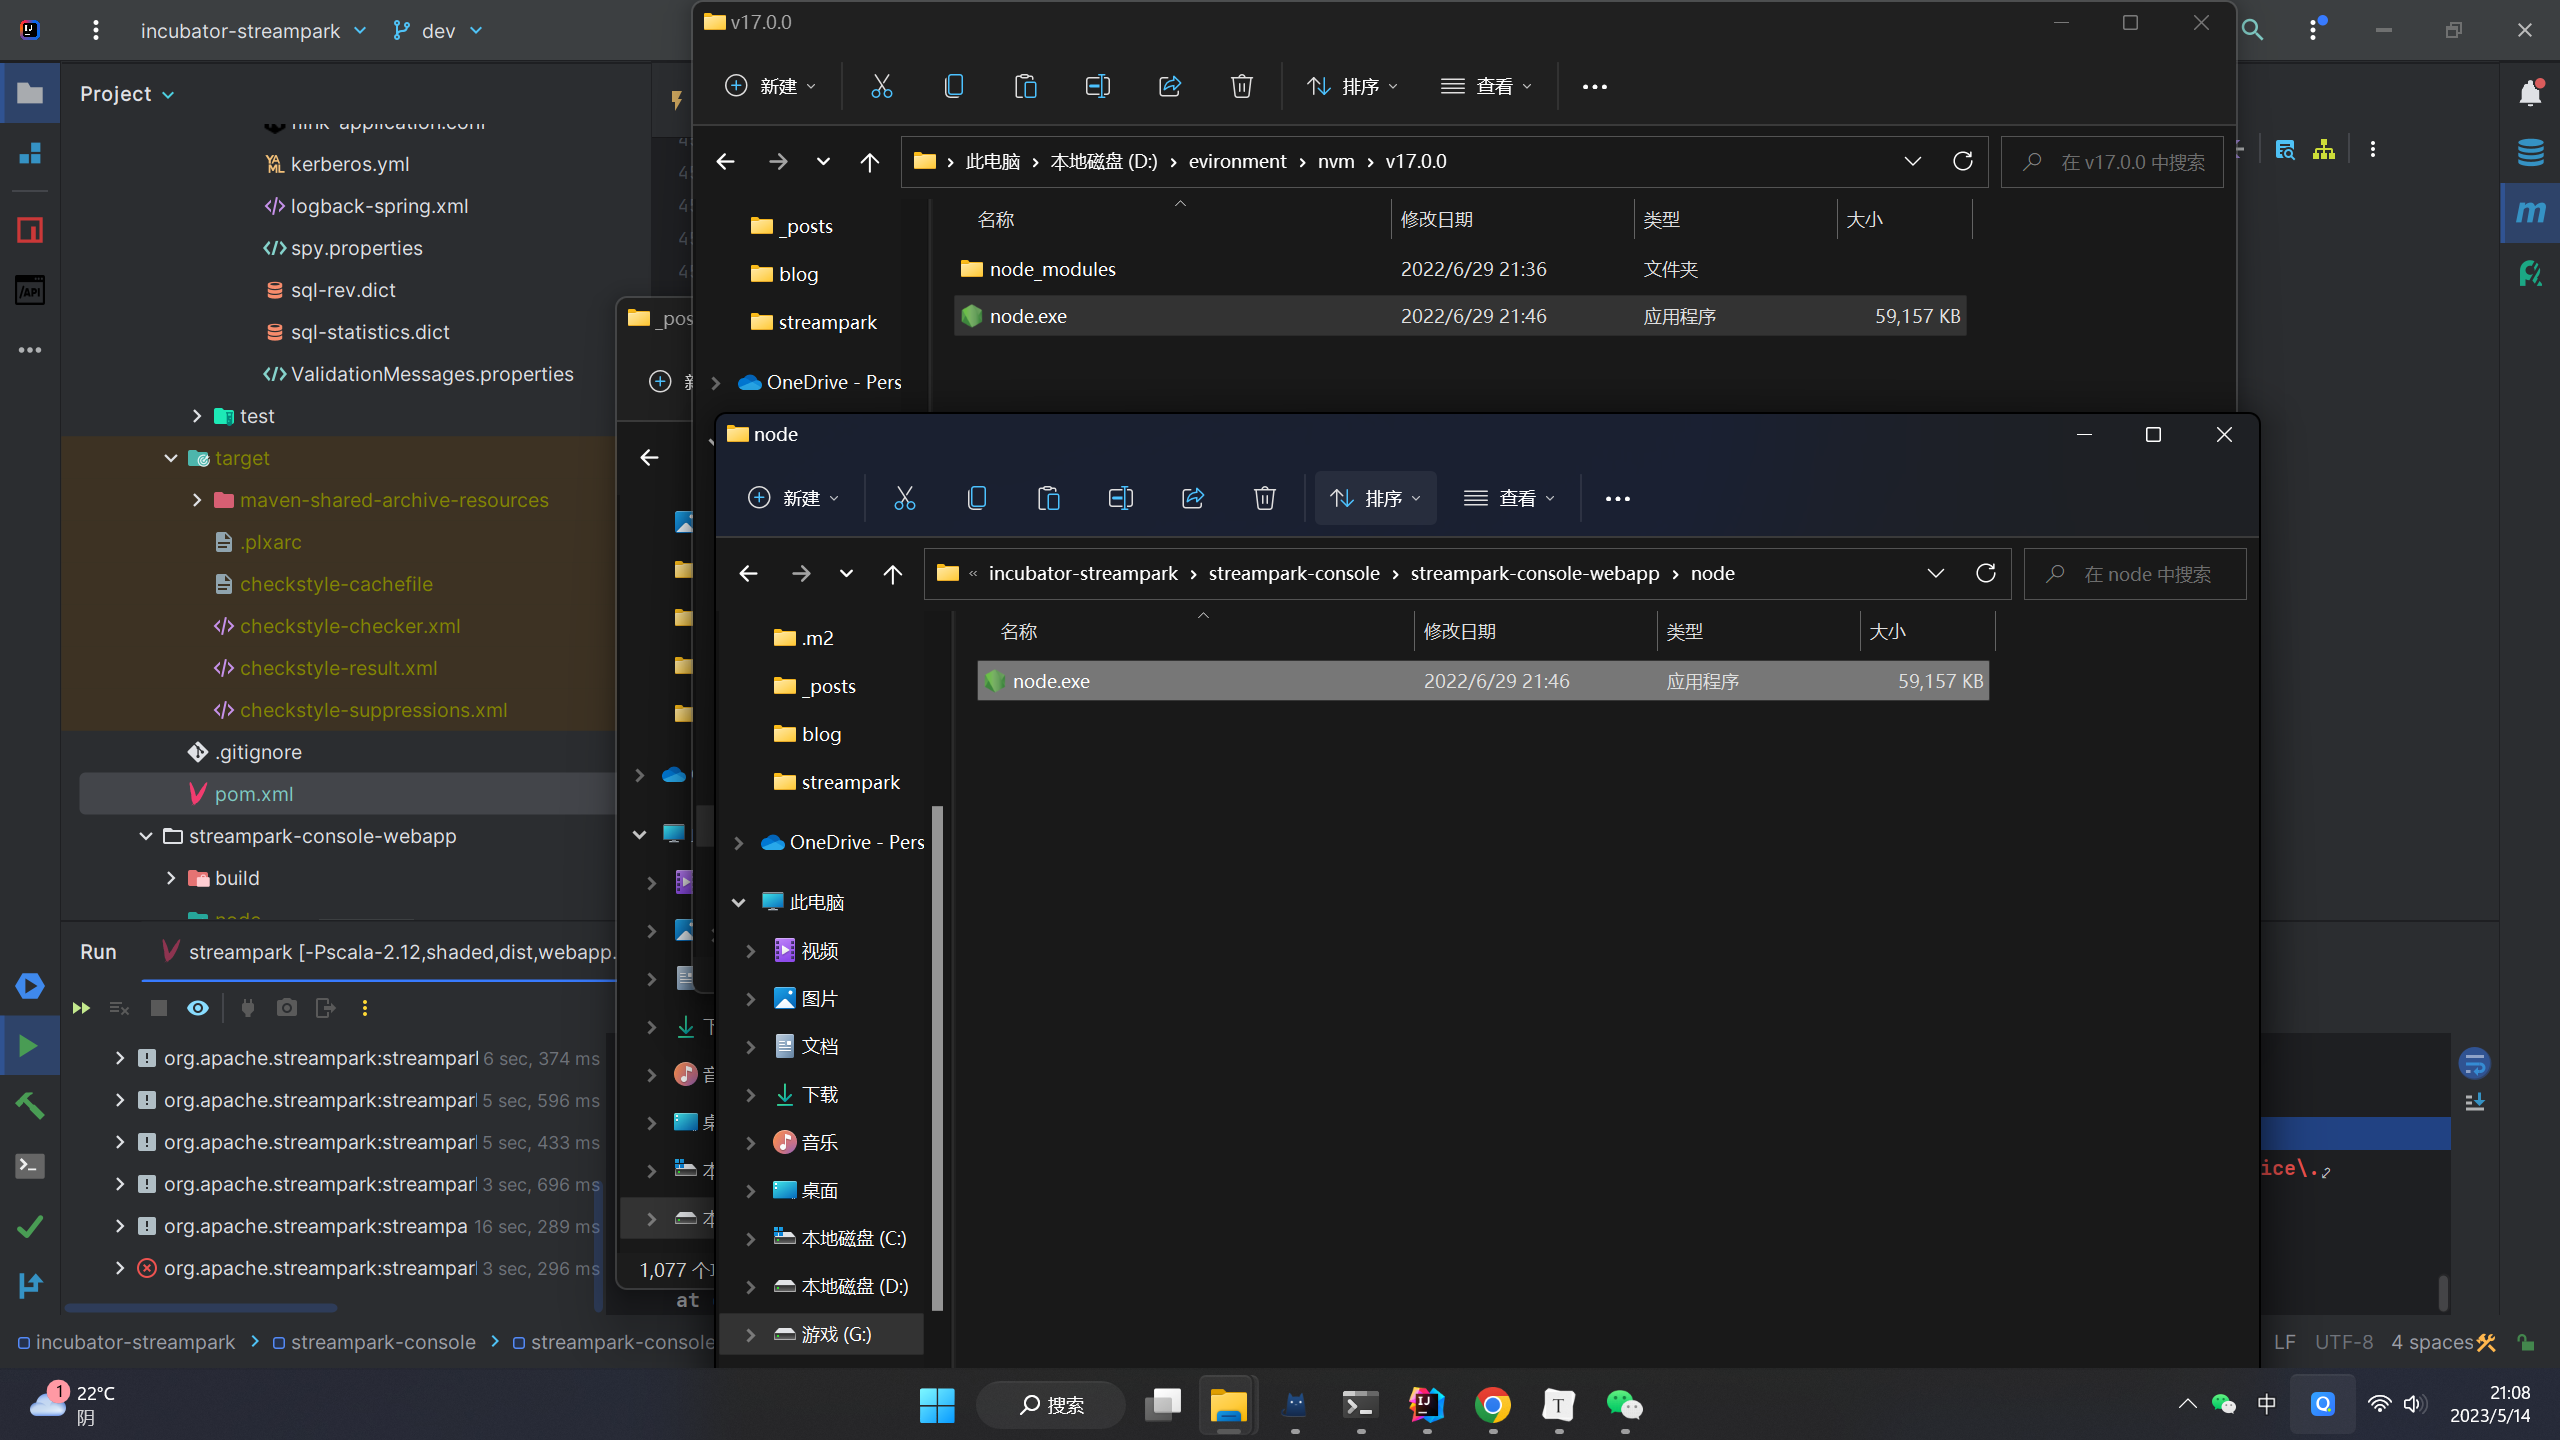 incubator-streampark
dev
Project
kerberos.yml
logback-spring.xml
spy.properties
sql-rev.dict
sql-statistics.dict
ValidationMessages.properties
test
target
maven-shared-archive-resources
.plxarc
checkstyle-cachefile
checkstyle-checker.xml
checkstyle-result.xml
checkstyle-suppressions.xml
.gitignore
pom.xml
streampark-console-webapp
build
/API
v17.0.0
新建
排序
查看
此电脑 本地磁盘 (D:) evironment nvm v17.0.0
在 v17.0.0 中搜索
_posts
blog
streampark
OneDrive - Pers
名称 修改日期 类型 大小
node_modules 2022/6/29 21:36 文件夹
node.exe 2022/6/29 21:46 应用程序 59,157 KB
_pos
node
新建
排序
查看
« incubator-streampark streampark-console streampark-console-webapp node
在 node 中搜索
.m2
_posts
blog
streampark
OneDrive - Pers
此电脑
视频
图片
文档
下载
音乐
桌面
本地磁盘 (C:)
本地磁盘 (D:)
游戏 (G:)
名称 修改日期 类型 大小
node.exe 2022/6/29 21:46 应用程序 59,157 KB
Run
streampark [-Pscala-2.12,shaded,dist,webapp.
org.apache.streampark:streampar 6 sec, 374 ms
org.apache.streampark:streampar 5 sec, 596 ms
org.apache.streampark:streampar 5 sec, 433 ms
org.apache.streampark:streampar 3 sec, 696 ms
org.apache.streampark:streampa 16 sec, 289 ms
org.apache.streampark:streampar 3 sec, 296 ms
1,077 个
at
ice\.
incubator-streampark
streampark-console
streampark-console
LF UTF-8 4 spaces
1
22°C
阴
搜索
中
21:08
2023/5/14